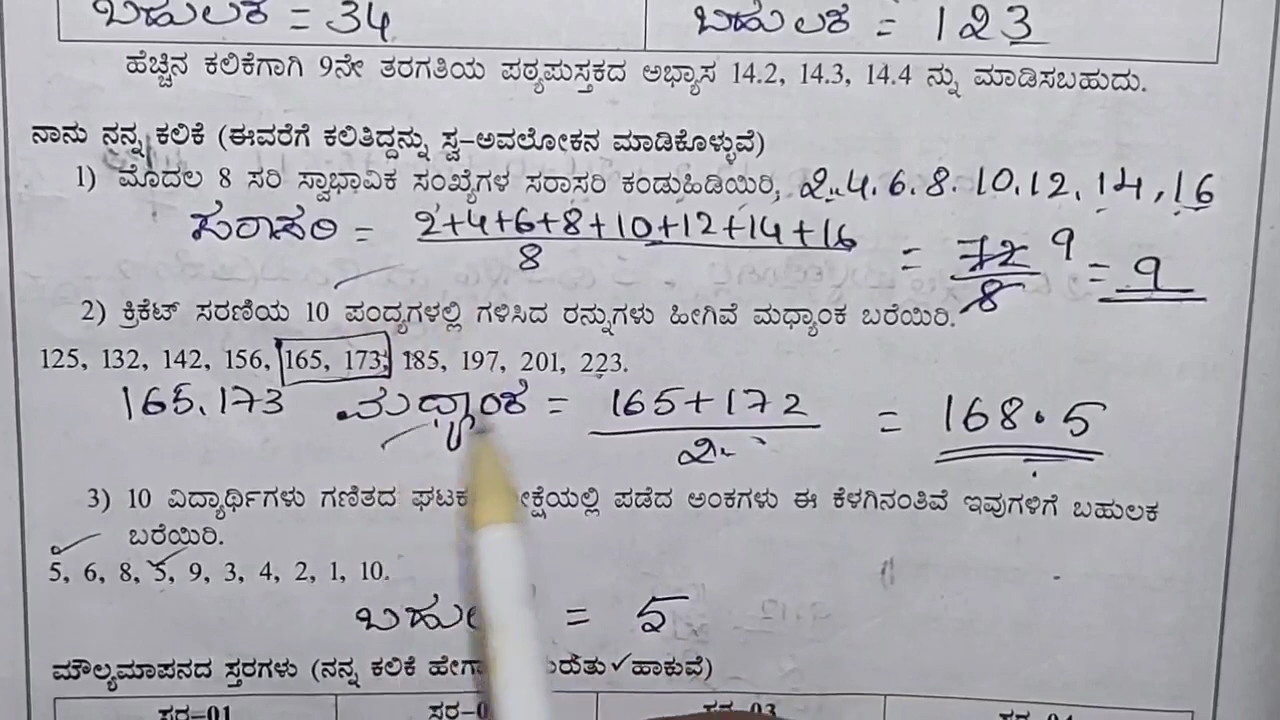 ಬಹುಲಕ = 34 ಬಹುಲಕ = 123
ಹೆಚ್ಚಿನ ಕಲಿಕೆಗಾಗಿ 9ನೇ ತರಗತಿಯ ಪಠ್ಯಪುಸ್ತಕದ ಅಭ್ಯಾಸ 14.2, 14.3, 14.4 ನ್ನು ಮಾಡಿಸಬಹುದು.
ನಾನು ನನ್ನ ಕಲಿಕೆ (ಈವರೆಗೆ ಕಲಿತಿದ್ದನ್ನು ಸ್ವ-ಅವಲೋಕನ ಮಾಡಿಕೊಳ್ಳುವೆ)
1) ಮೊದಲ 8 ಸರಿ ಸ್ವಾಭಾವಿಕ ಸಂಖ್ಯೆಗಳ ಸರಾಸರಿ ಕಂಡುಹಿಡಿಯಿರಿ, 2.4.6.8.10.12,14,16
ಸರಾಸರಿ = 2+4+6+8+10+12+14+16 = 72 9 = 9
8 8
2) ಕ್ರಿಕೆಟ್ ಸರಣಿಯ 10 ಪಂದ್ಯಗಳಲ್ಲಿ ಗಳಿಸಿದ ರನ್ನುಗಳು ಹೀಗಿವೆ ಮಧ್ಯಾಂಕ ಬರೆಯಿರಿ.
125, 132, 142, 156, 165, 173, 185, 197, 201, 223.
165.173 ಮಧ್ಯಾಂಕ = 165+172 = 168.5
2
3) 10 ವಿದ್ಯಾರ್ಥಿಗಳು ಗಣಿತದ ಘಟಕ ಪಡೆದ ಅಂಕಗಳು ಈ ಕೆಳಗಿನಂತಿವೆ ಇವುಗಳಿಗೆ ಬಹುಲಕ
ಬರೆಯಿರಿ.
5, 6, 8, 5, 9, 3, 4, 2, 1, 10.
= 5
ಮೌಲ್ಯಮಾಪನದ ಸ್ತರಗಳು (ನನ್ನ ಕಲಿಕೆ ✓ ಹಾಕುವೆ)